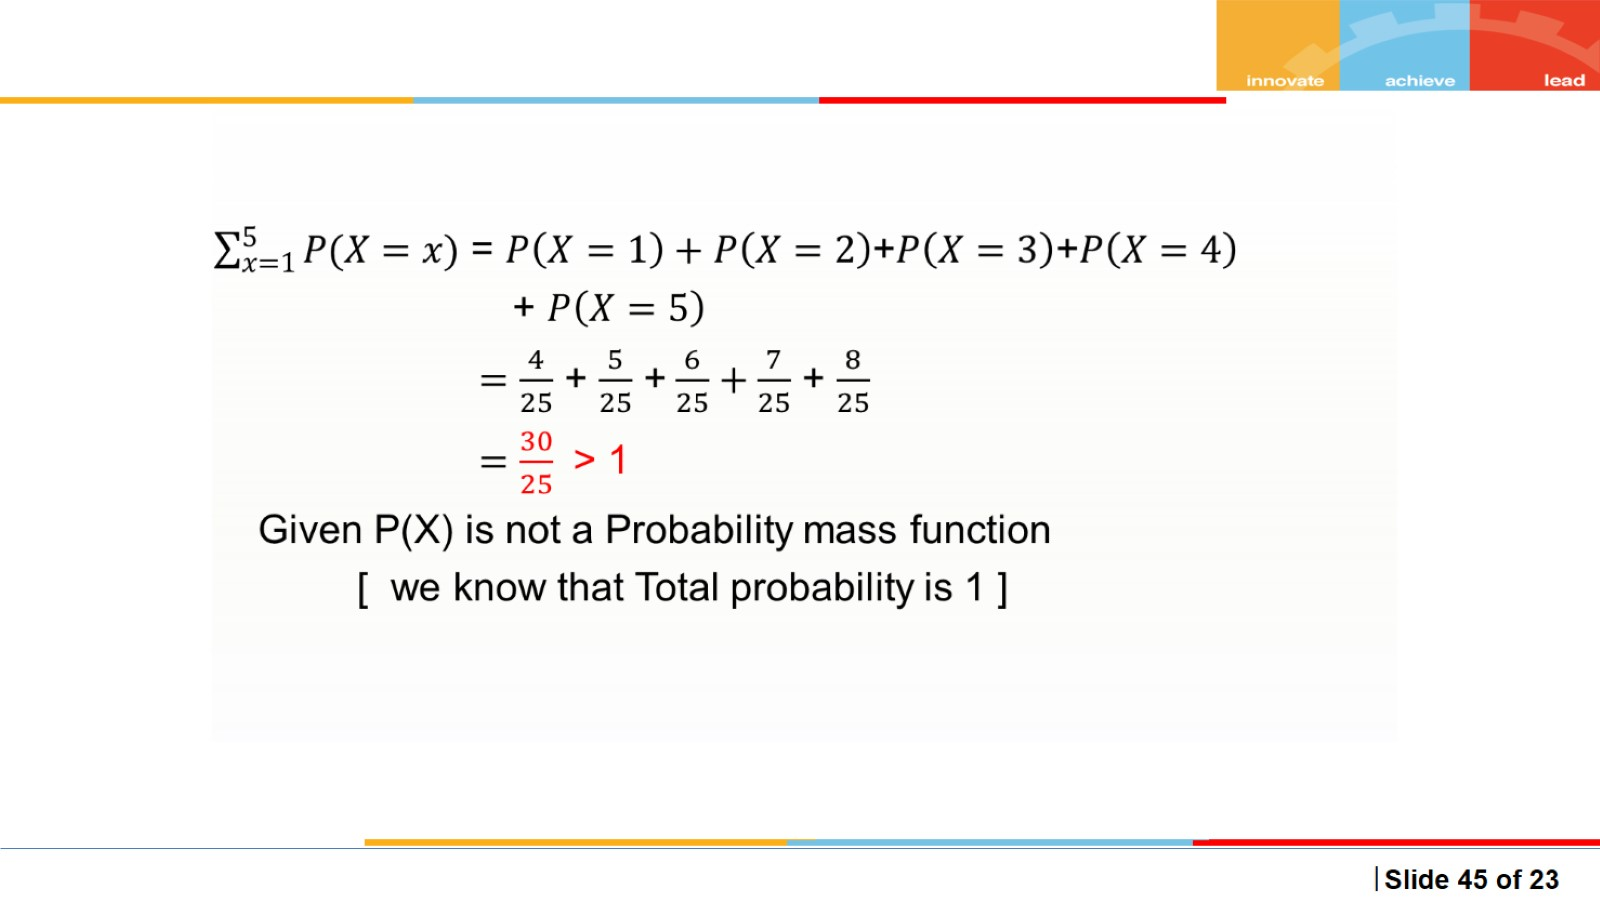 innovate achieve lead
∑_{x=1}^{5} P(X = x) = P(X = 1) + P(X = 2)+P(X = 3)+P(X = 4)
+ P(X = 5)
= 4/25 + 5/25 + 6/25 + 7/25 + 8/25
= 30/25 > 1
Given P(X) is not a Probability mass function
[ we know that Total probability is 1 ]
Slide 45 of 23